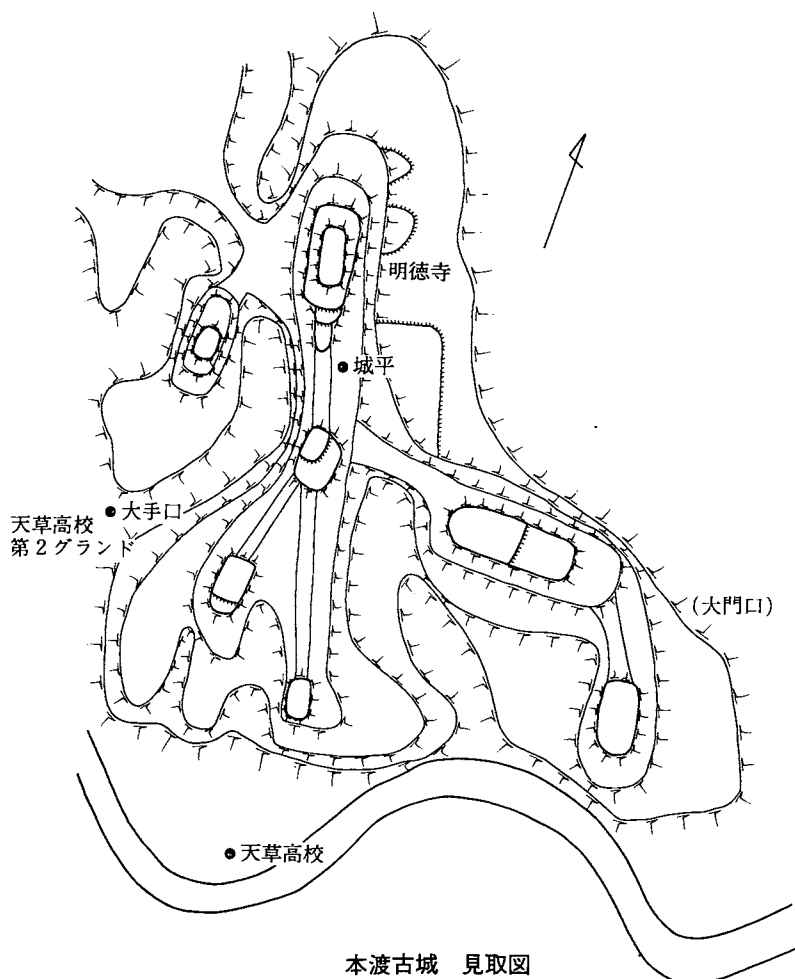 明徳寺
城平
大手口
天草高校
第2グランド
(大門口)
天草高校
本渡古城 見取図